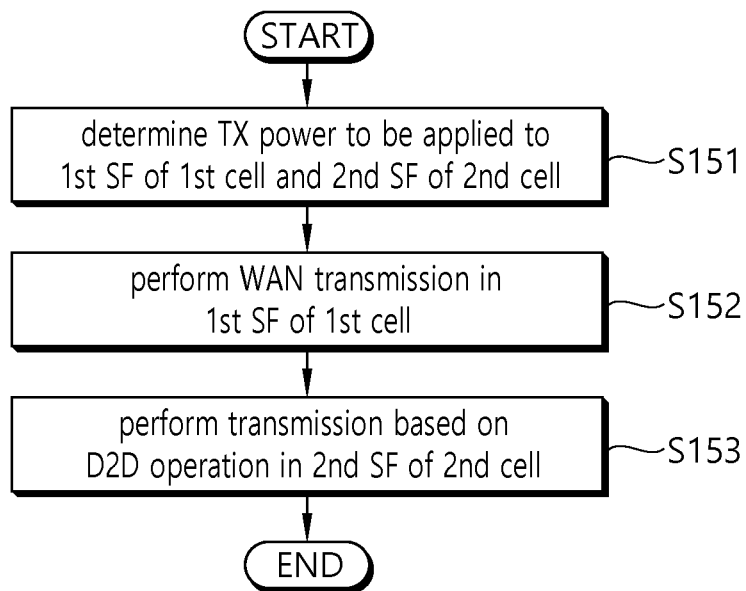 START
determine TX power to be applied to
1st SF of 1st cell and 2nd SF of 2nd cell
S151
perform WAN transmission in
1st SF of 1st cell
S152
perform transmission based on
D2D operation in 2nd SF of 2nd cell
S153
END